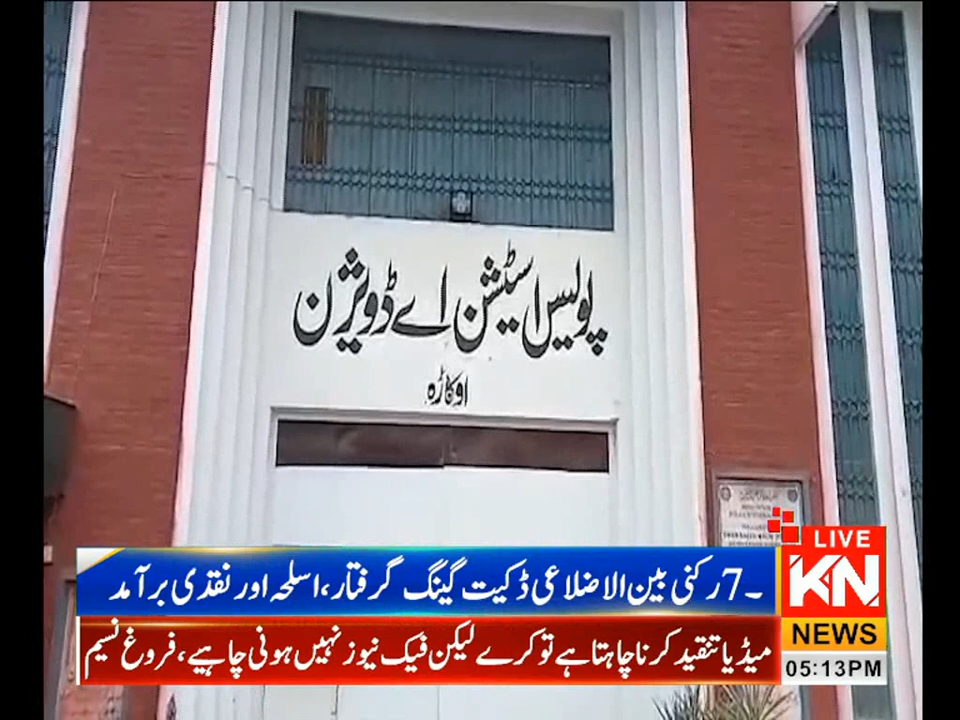 پولیس اسٹیشن اے ڈویژن
اوکاڑہ
LIVE
KN
NEWS
05:13PM
۔7 رکنی بین الاضلاعی ڈکیت گینگ گرفتار، اسلحہ اور نقدی برآمد
میڈیا تنقید کرنا چاہتا ہے تو کرے لیکن فیک نیوز نہیں ہونی چاہیے، فروغ نسیم